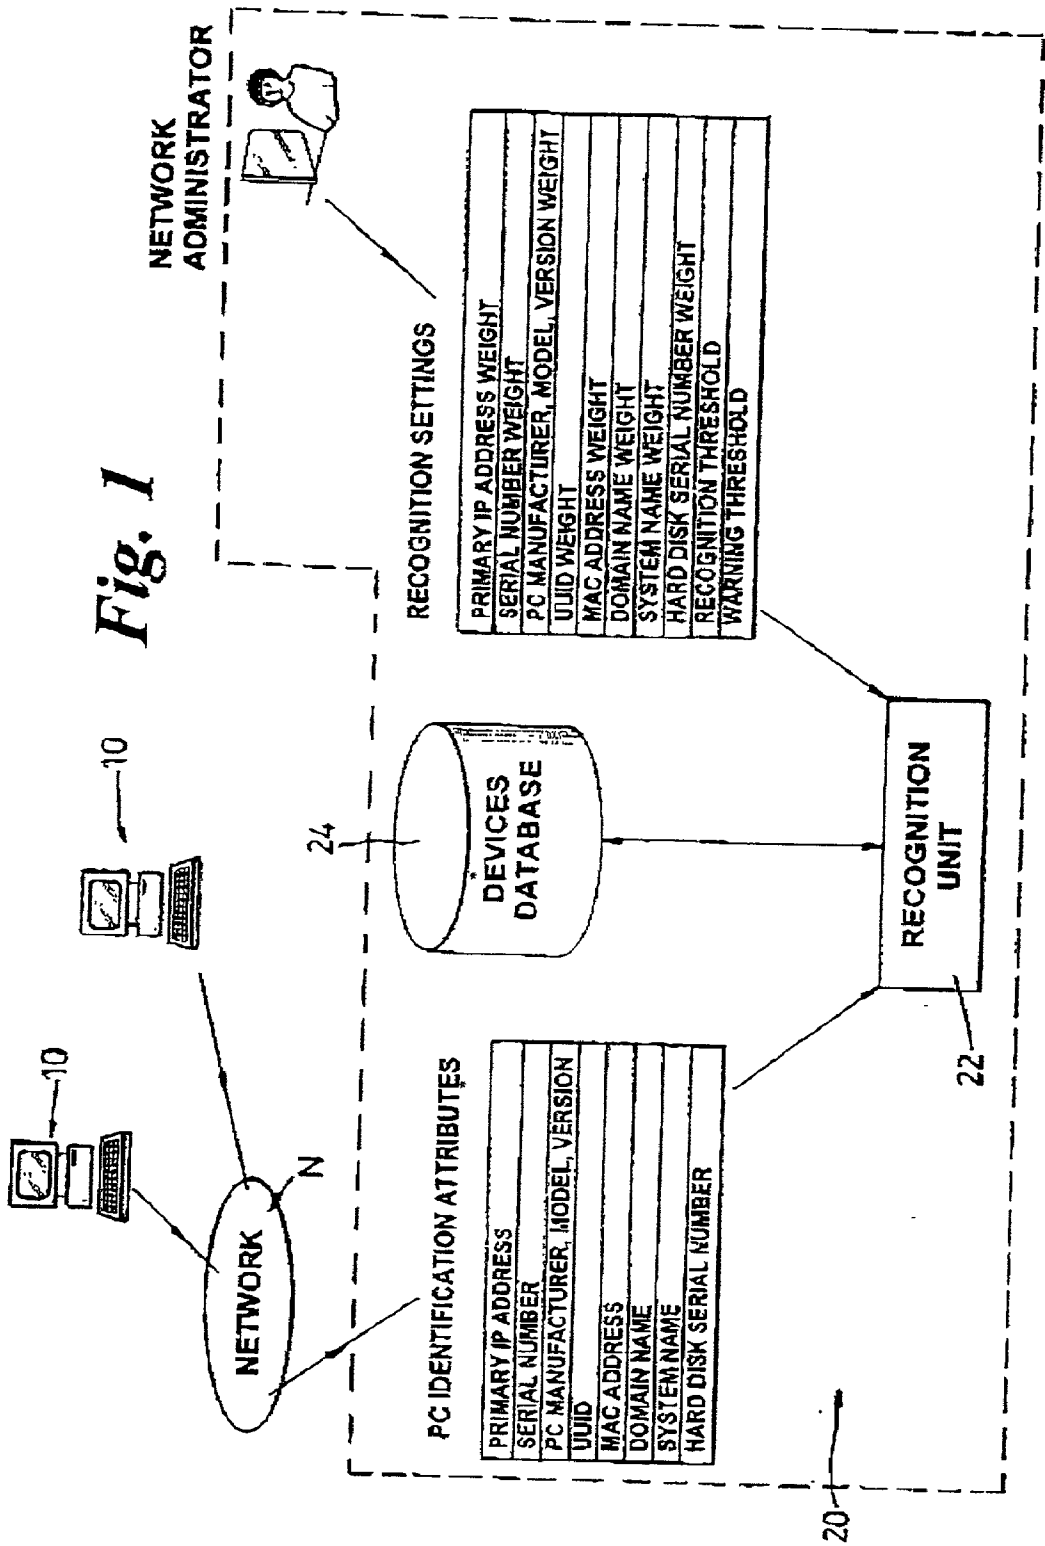 Fig. 1
10
10
NETWORK
N
NETWORK
ADMINISTRATOR
24
DEVICES
DATABASE
PC IDENTIFICATION ATTRIBUTES
PRIMARY IP ADDRESS
SERIAL NUMBER
PC MANUFACTURER, MODEL, VERSION
UUID
MAC ADDRESS
DOMAIN NAME
SYSTEM NAME
HARD DISK SERIAL NUMBER
RECOGNITION SETTINGS
PRIMARY IP ADDRESS WEIGHT
SERIAL NUMBER WEIGHT
PC MANUFACTURER, MODEL, VERSION WEIGHT
UUID WEIGHT
MAC ADDRESS WEIGHT
DOMAIN NAME WEIGHT
SYSTEM NAME WEIGHT
HARD DISK SERIAL NUMBER WEIGHT
RECOGNITION THRESHOLD
WARNING THRESHOLD
RECOGNITION
UNIT
22
20